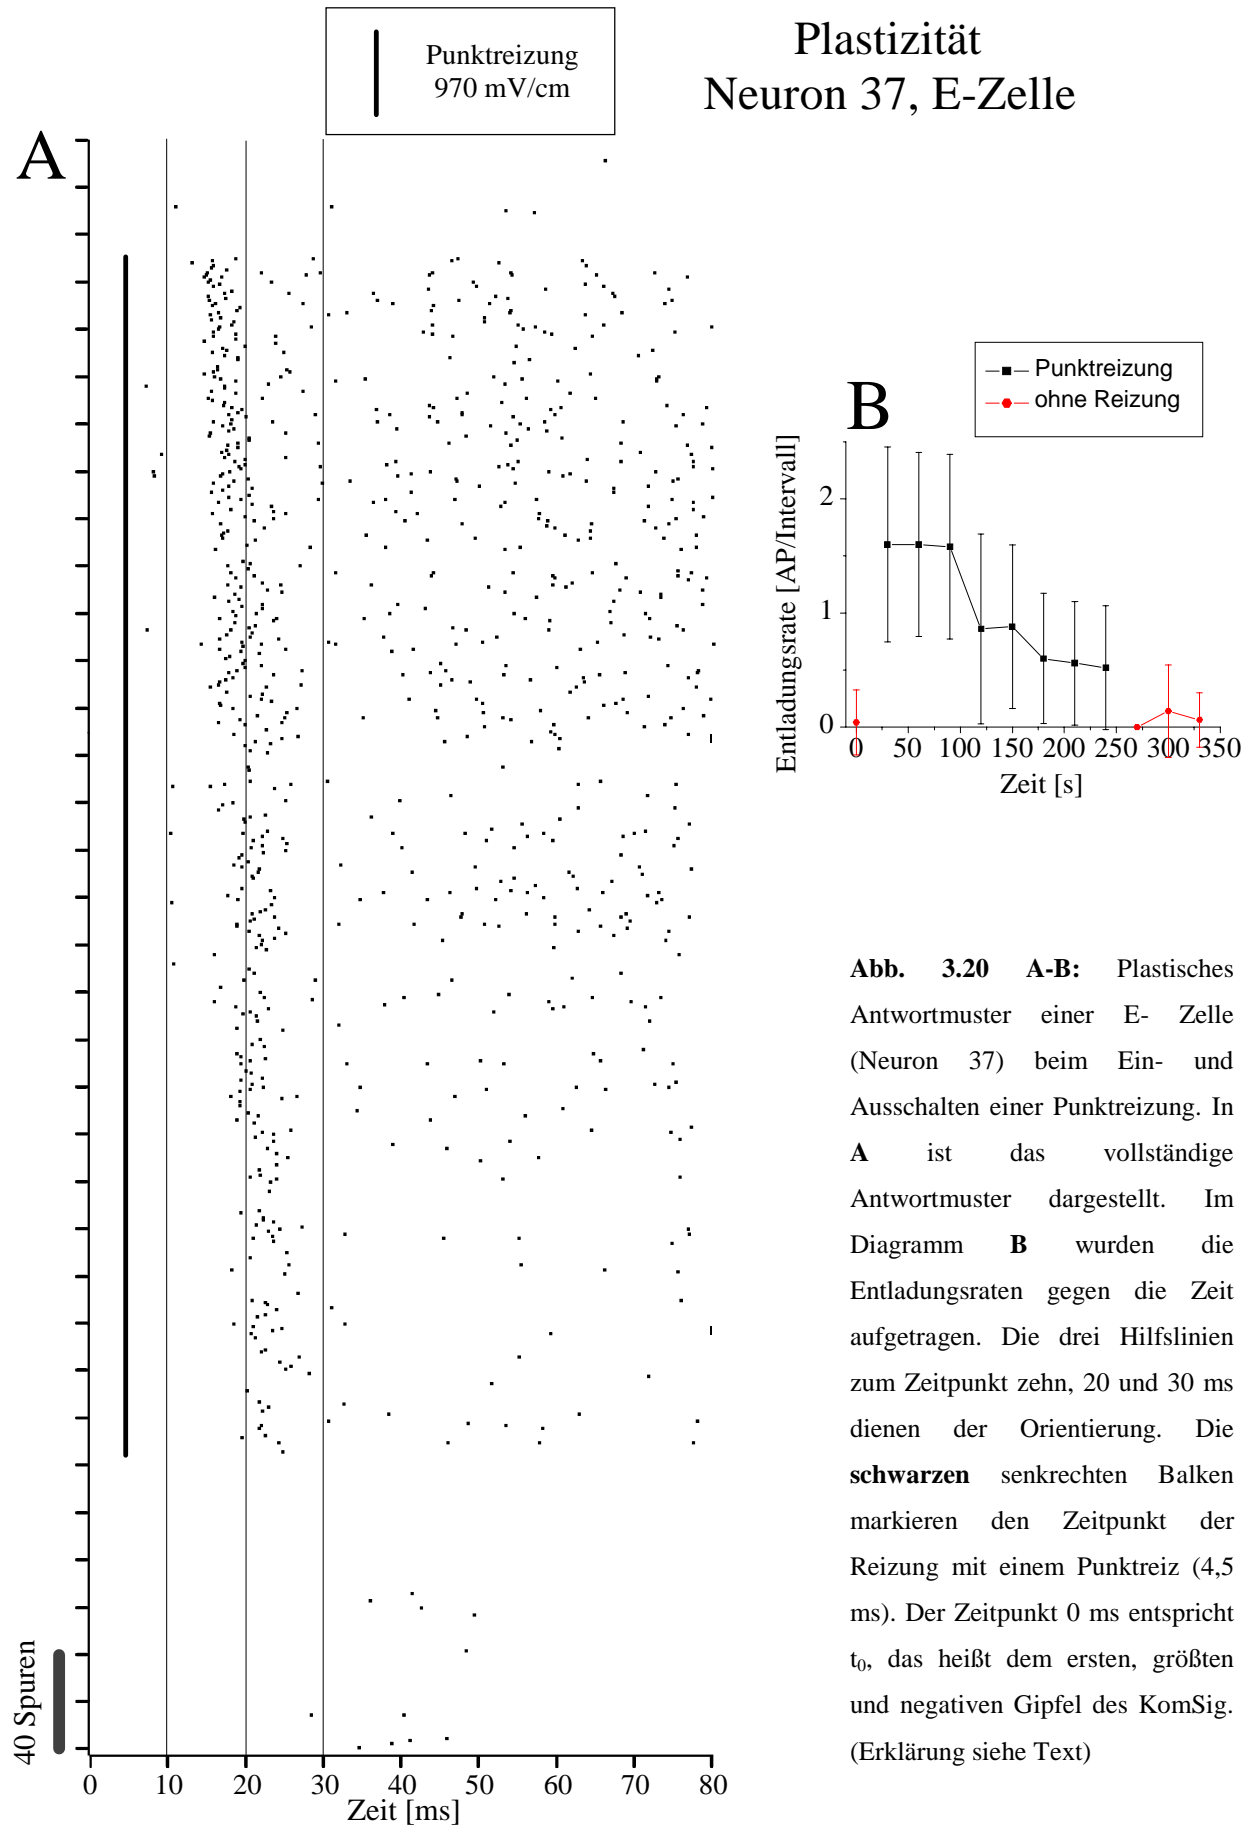 Punktreizung
970 mV/cm
Plastizität
Neuron 37, E-Zelle
A
B
Punktreizung
ohne Reizung
Entladungsrate [AP/Intervall]
2
1
0
0 50 100 150 200 250 300 350
Zeit [s]
Abb. 3.20 A-B: Plastisches
Antwortmuster einer E- Zelle
(Neuron 37) beim Ein- und
Ausschalten einer Punktreizung. In
A ist das vollständige
Antwortmuster dargestellt. Im
Diagramm B wurden die
Entladungsraten gegen die Zeit
aufgetragen. Die drei Hilfslinien
zum Zeitpunkt zehn, 20 und 30 ms
dienen der Orientierung. Die
schwarzen senkrechten Balken
markieren den Zeitpunkt der
Reizung mit einem Punktreiz (4,5
ms). Der Zeitpunkt 0 ms entspricht
t0, das heißt dem ersten, größten
und negativen Gipfel des KomSig.
(Erklärung siehe Text)
40 Spuren
0 10 20 30 40 50 60 70 80
Zeit [ms]